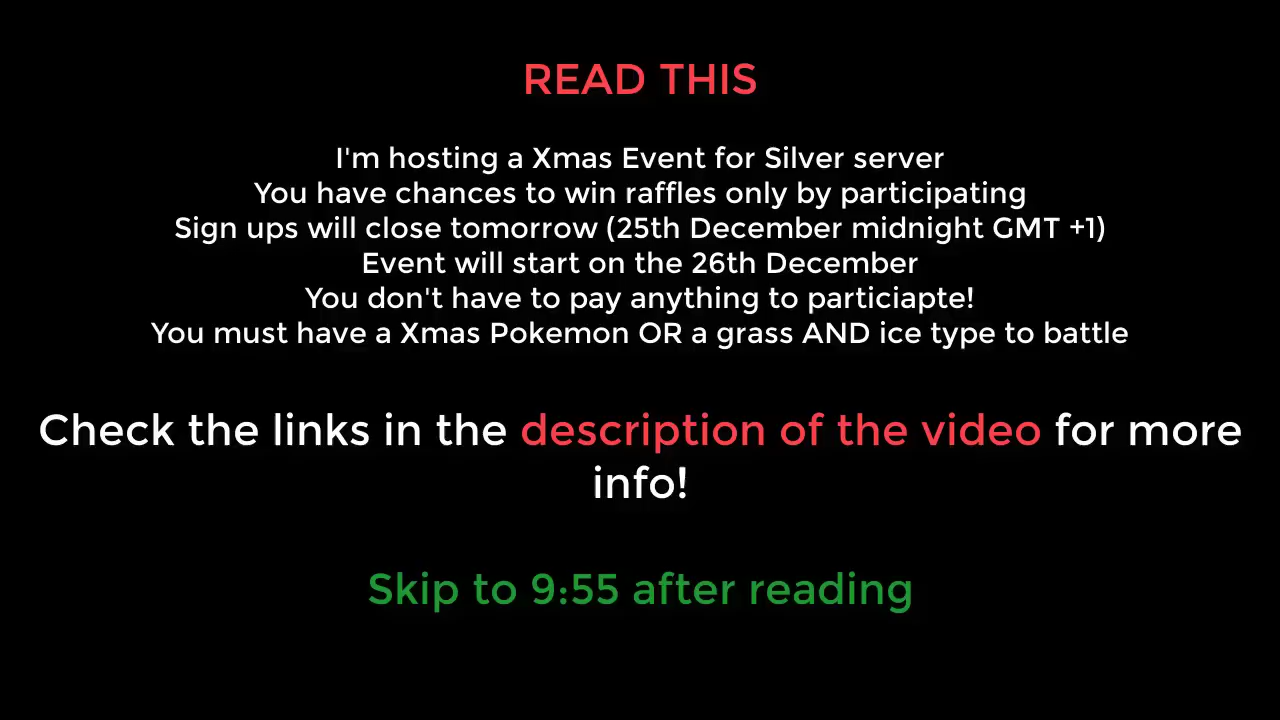 READ THIS
I'm hosting a Xmas Event for Silver server
You have chances to win raffles only by participating
Sign ups will close tomorrow (25th December midnight GMT +1)
Event will start on the 26th December
You don't have to pay anything to particiapte!
You must have a Xmas Pokemon OR a grass AND ice type to battle
Check the links in the description of the video for more
info!
Skip to 9:55 after reading